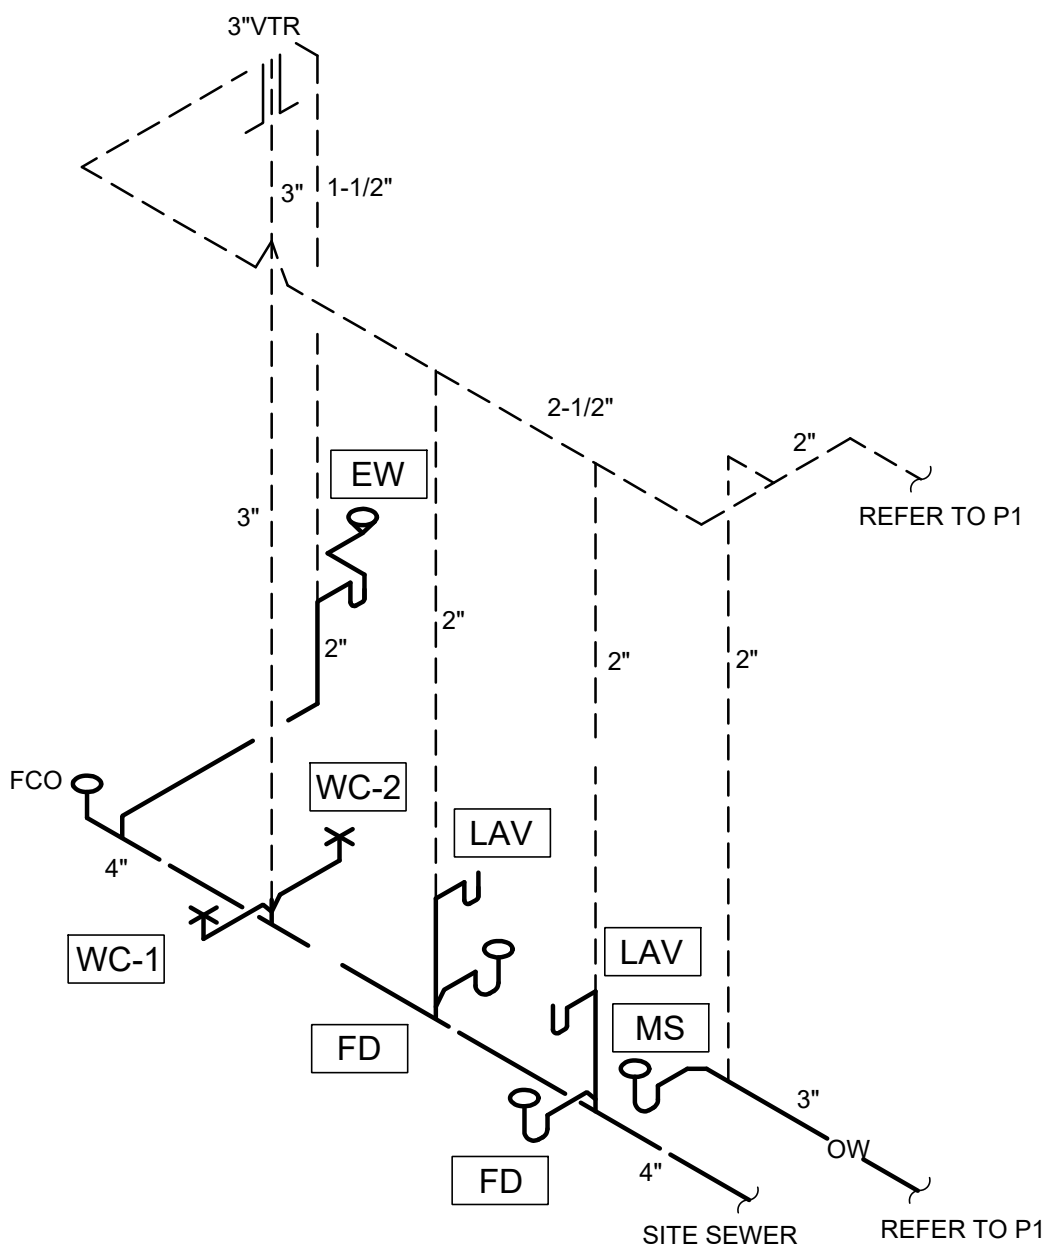 3"VTR
3"
1-1/2"
2-1/2"
2"
EW
REFER TO P1
3"
2"
2"
2"
2"
FCO
WC-2
LAV
4"
WC-1
LAV
MS
FD
3"
OW
FD
4"
SITE SEWER
REFER TO P1